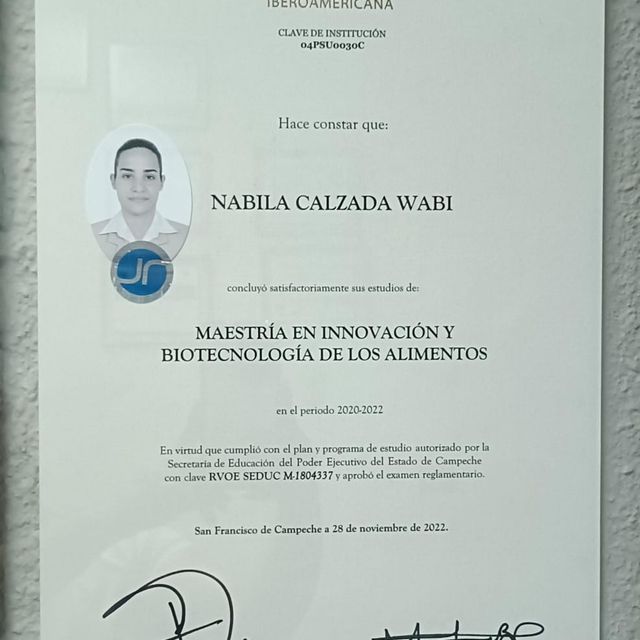 IBEROAMERICANA
CLAVE DE INSTITUCIÓN
04PSU0030C
Hace constar que:
NABILA CALZADA WABI
concluyó satisfactoriamente sus estudios de:
MAESTRÍA EN INNOVACIÓN Y
BIOTECNOLOGÍA DE LOS ALIMENTOS
en el periodo 2020-2022
En virtud que cumplió con el plan y programa de estudio autorizado por la
Secretaria de Educación del Poder Ejecutivo del Estado de Campeche
con clave RVOE SEDUC M-1804337 y aprobó el examen reglamentario.
San Francisco de Campeche a 28 de noviembre de 2022.